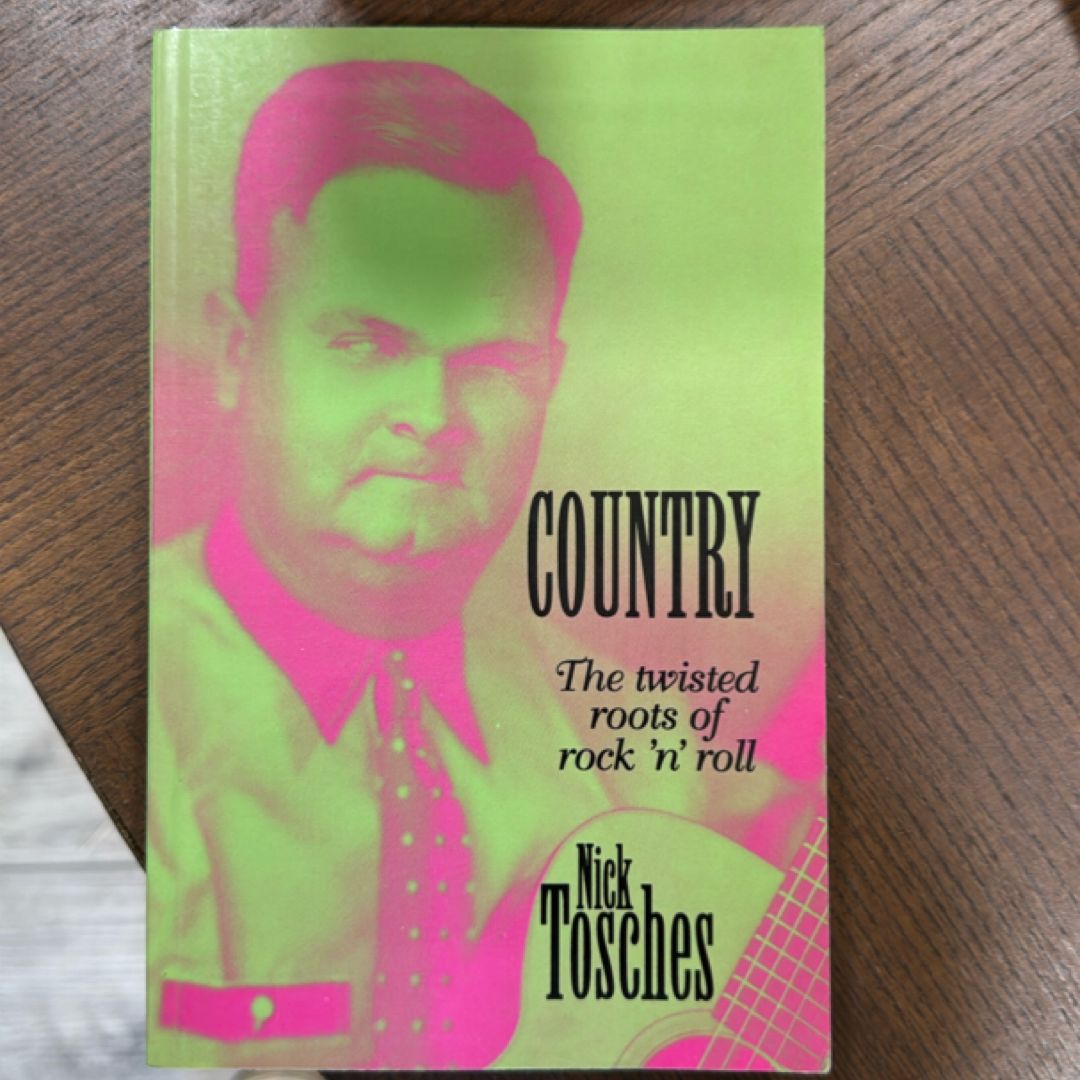 COUNTRY
The twisted
roots of
rock 'n' roll
Nick
Tosches